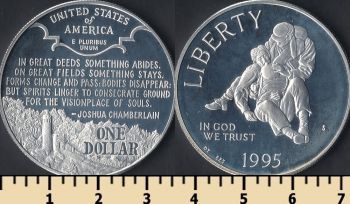 UNITED STATES
of
AMERICA
E PLURIBUS
UNUM
IN GREAT DEEDS SOMETHING ABIDES.
ON GREAT FIELDS SOMETHING STAYS.
FORMS CHANGE AND PASS; BODIES DISAPPEAR;
BUT SPIRITS LINGER TO CONSECRATE GROUND
FOR THE VISIONPLACE OF SOULS.
-JOSHUA CHAMBERLAIN
ONE
DOLLAR
LIBERTY
IN GOD
WE TRUST
S
1995
1 2 3 4 5 6 7